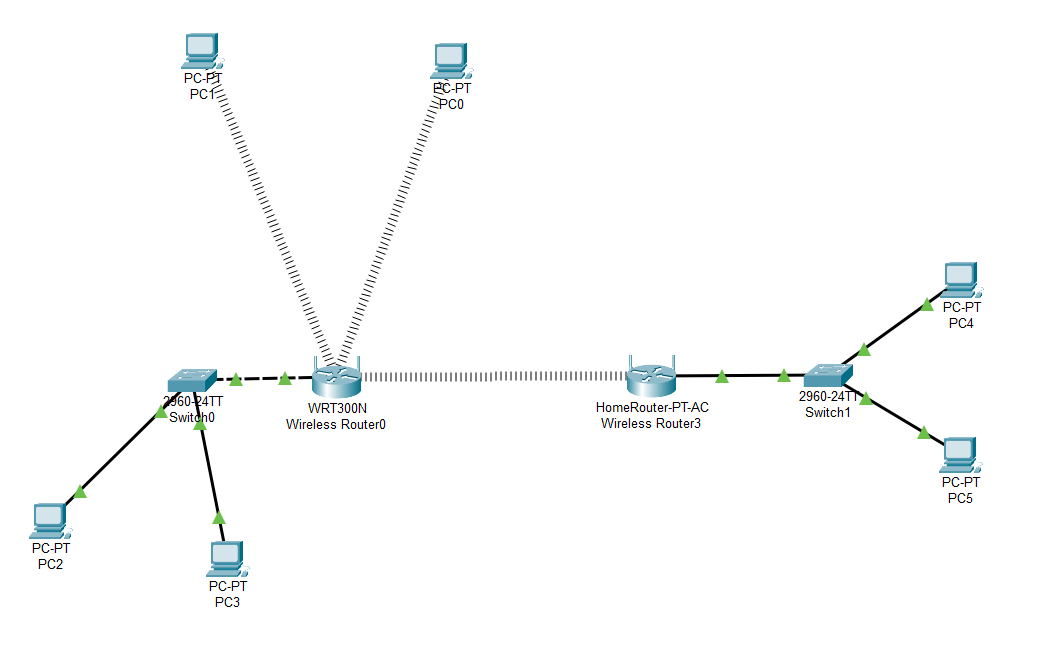 PC-PT
PC1
PC-PT
PC0
PC-PT
PC4
2960-24TT
Switch0
WRT300N
Wireless Router0
HomeRouter-PT-AC
Wireless Router3
2960-24TT
Switch1
PC-PT
PC5
PC-PT
PC2
PC-PT
PC3